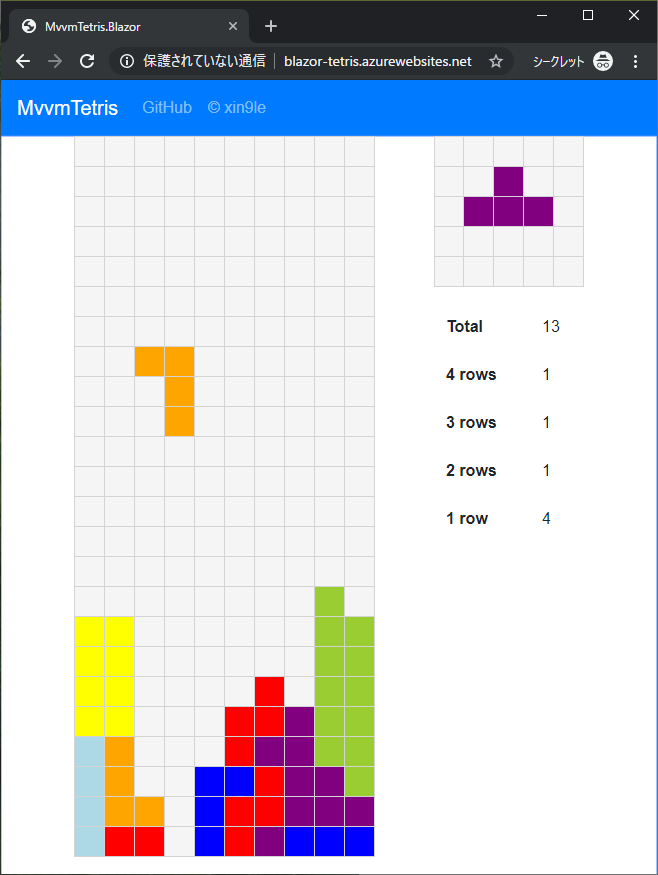 MvvmTetris.Blazor
保護されていない通信 | blazor-tetris.azurewebsites.net シークレット
MvvmTetris GitHub © xin9le
Total 13
4 rows 1
3 rows 1
2 rows 1
1 row 4